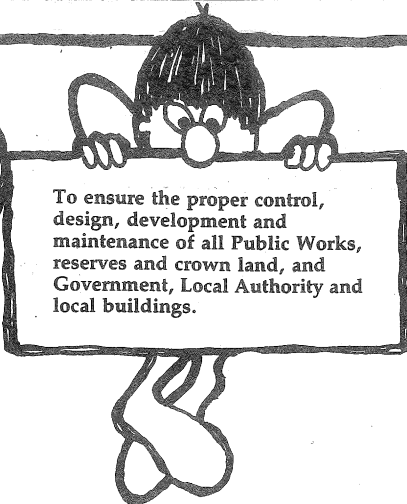 To ensure the proper control,
design, development and
maintenance of all Public Works,
reserves and crown land, and
Government, Local Authority and
local buildings.